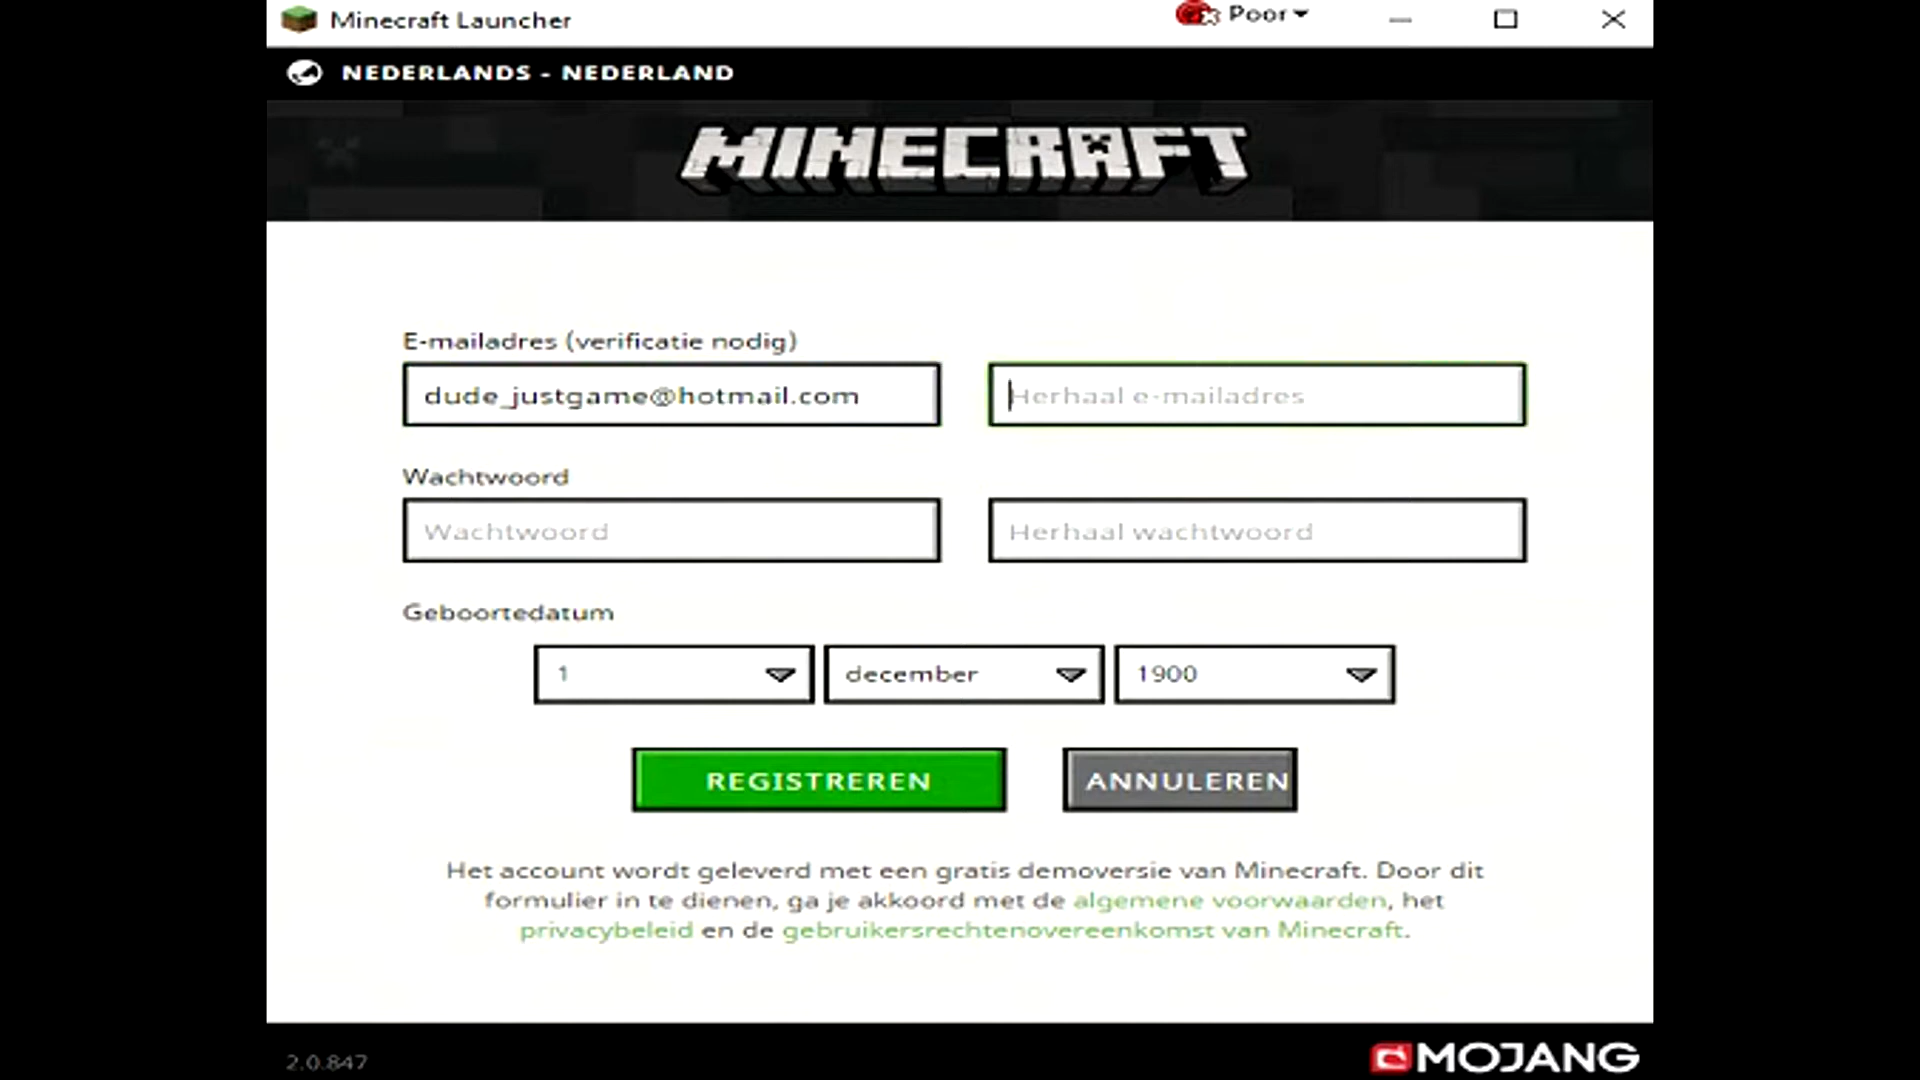 Minecraft Launcher
Poor
NEDERLANDS - NEDERLAND
MINECRAFT
E-mailadres (verificatie nodig)
dude_justgame@hotmail.com
Herhaal e-mailadres
Wachtwoord
Wachtwoord
Herhaal wachtwoord
Geboortedatum
1
december
1900
REGISTREREN
ANNULEREN
Het account wordt geleverd met een gratis demoversie van Minecraft. Door dit
formulier in te dienen, ga je akkoord met de algemene voorwaarden, het
privacybeleid en de gebruikersrechtenovereenkomst van Minecraft.
2.0.847
MOJANG